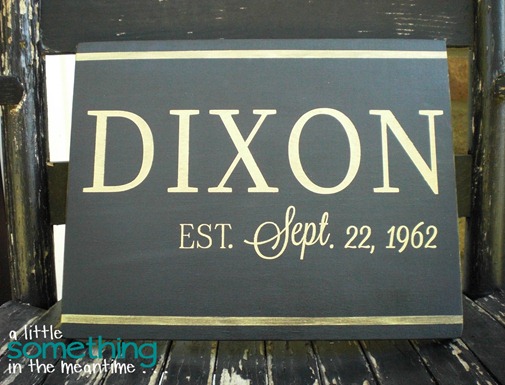 DIXON
EST. Sept. 22, 1962
a little
something
in the meantime